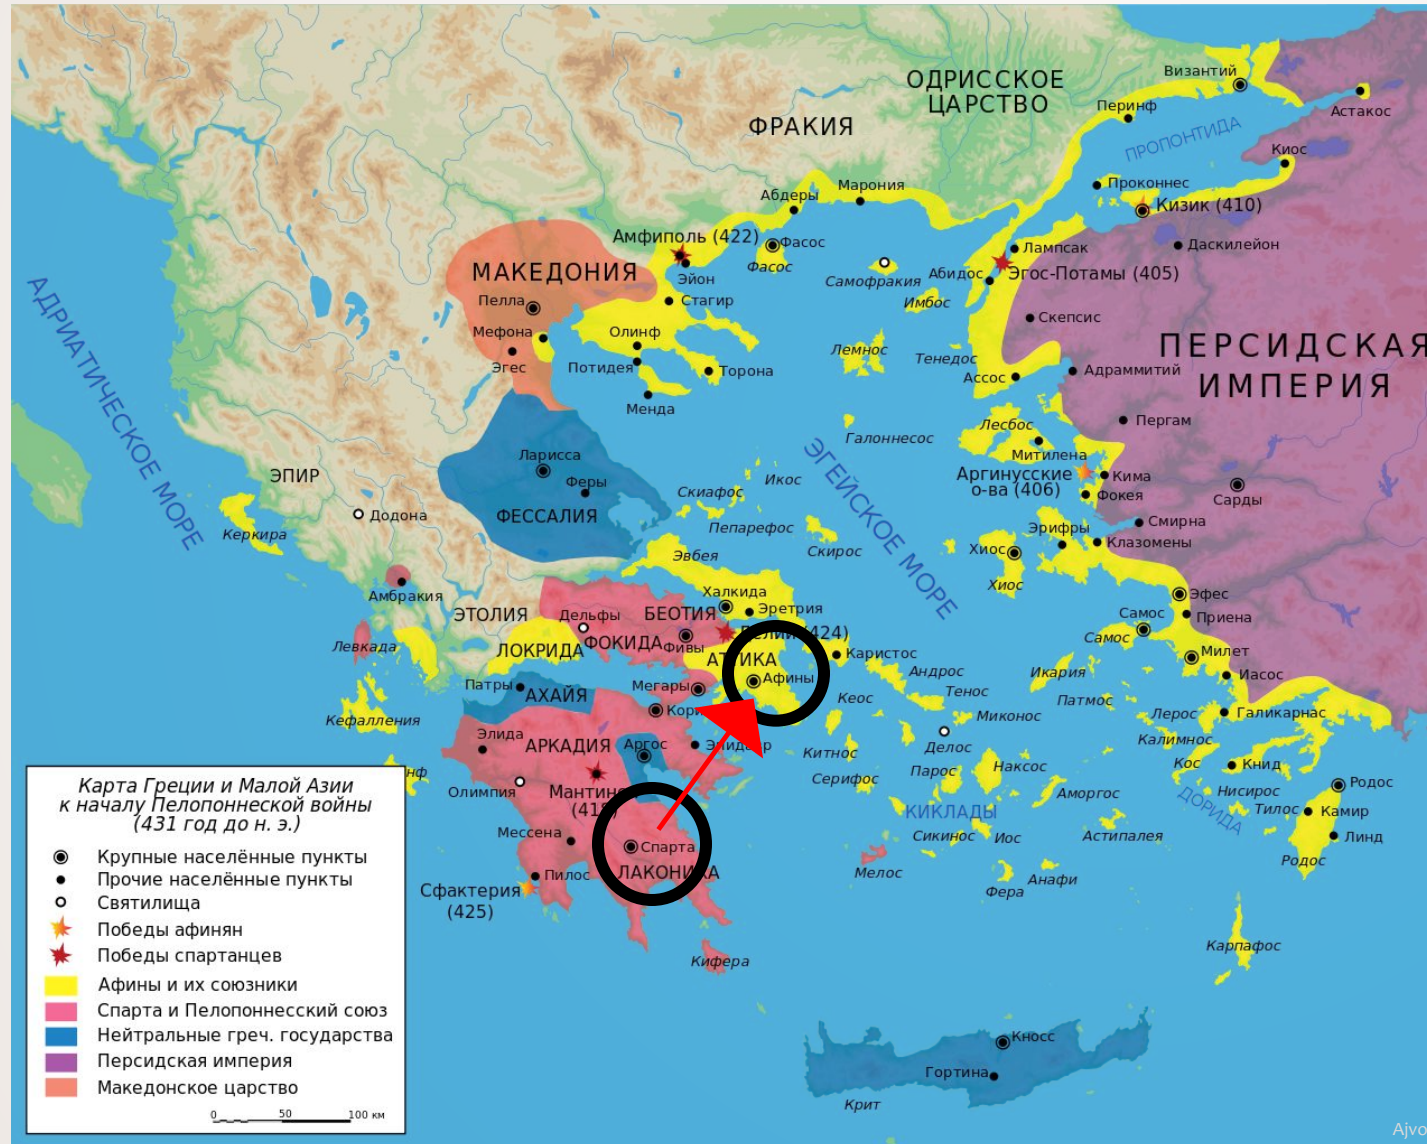 ОДРИССКОЕ
ЦАРСТВО
Византий
Перинф
Астакос
ФРАКИЯ
ПРОПОНТИДА
Киос
Абдеры
Марония
Проконнес
Кизик (410)
Амфиполь (422)
Фасос
Фасос
Лампсак
Даскилейон
МАКЕДОНИЯ
Эйон
Самофракия
Абидос
Эгос-Потамы (405)
Пелла
Стагир
Имбос
АДРИАТИЧЕСКОЕ МОРЕ
Мефона
Олинф
Скепсис
ПЕРСИДСКАЯ
ИМПЕРИЯ
Эгес
Потидея
Торона
Лемнос
Тенедос
Ассос
Адраммитий
Менда
Пергам
Галоннесос
Лесбос
Митилена
ЭГЕЙСКОЕ МОРЕ
Ларисса
Феры
ФЕССАЛИЯ
ЭПИР
Додона
Керкира
Скиафос
Икос
Пепарефос
Скирос
Аргинусские
о-ва (406)
Кима
Фокея
Сарды
Смирна
Эрифры
Клазомены
Хиос
Хиос
Эвбея
Амбракия
ЭТОЛИЯ
Дельфы
БЕОТИЯ
Халкида
Эретрия
Эфес
Самос
Самос
Приена
Левкада
ЛОКРИДА
ФОКИДА
Фивы
(424)
Каристос
Милет
Афины
Патры
АХАЙЯ
Мегары
Андрос
Тенос
Икария
Патмос
Иасос
Кефалления
Кеос
Миконос
Лерос
Галикарнас
Элида
АРКАДИЯ
Аргос
Китнос
Делос
Калимнос
Олимпия
Серифос
Парос
Наксос
Кос
Книд
Родос
Нисирос
Аморгос
ДОРИДА
Тилос
Камир
КИКЛАДЫ
Мессена
Спарта
Сикинос
Иос
Астипалея
Линд
Пилос
ЛАКОНИКА
Мелос
Фера
Анафи
Родос
Сфактерия
(425)
Кифера
Карпафос
Кносс
Гортина
Крит
Карта Греции и Малой Азии
к началу Пелопоннеской войны
(431 год до н. э.)
Крупные населённые пункты
Прочие населённые пункты
Святилища
Победы афинян
Победы спартанцев
Афины и их союзники
Спарта и Пелопоннесский союз
Нейтральные греч. государства
Персидская империя
Македонское царство
0 50 100 км